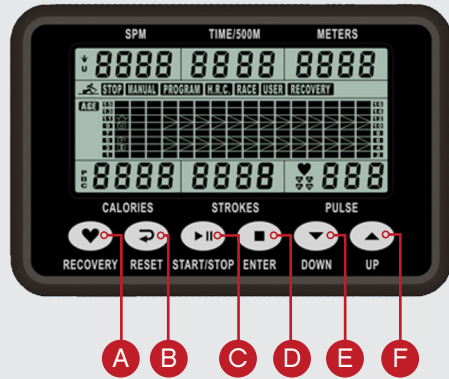 SPM TIME/500M METERS
8888 8888 8888
STOP MANUAL PROGRAM H.R.C. RACE USER RECOVERY
AGE
8888 8888 888
CALORIES STROKES PULSE
RECOVERY RESET START/STOP ENTER DOWN UP
A B C D E F